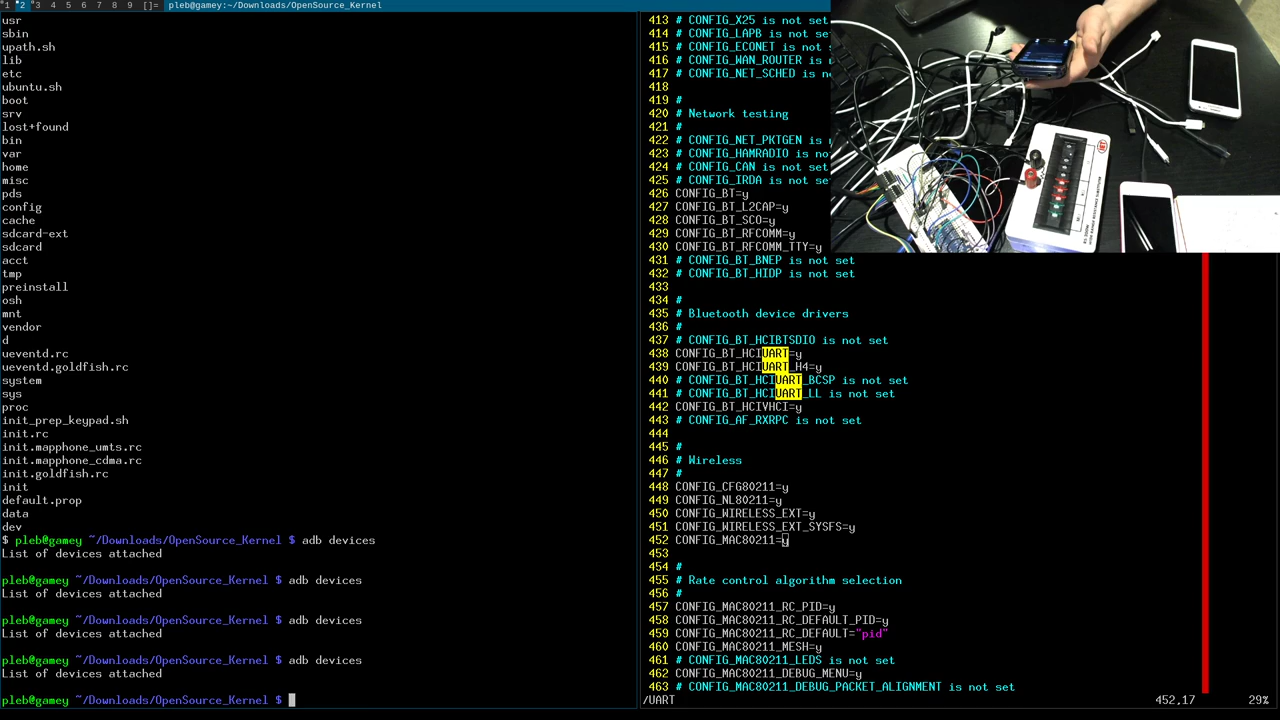 1 2 3 4 5 6 7 8 9 []= pleb@gamey:~/Downloads/OpenSource_Kernel
usr
sbin
upath.sh
lib
etc
ubuntu.sh
boot
srv
lost+found
bin
var
home
misc
pds
config
cache
sdcard-ext
sdcard
acct
tmp
preinstall
osh
mnt
vendor
d
ueventd.rc
ueventd.goldfish.rc
system
sys
proc
init_prep_keypad.sh
init.rc
init.mapphone_umts.rc
init.mapphone_cdma.rc
init.goldfish.rc
init
default.prop
data
dev
$ pleb@gamey ~/Downloads/OpenSource_Kernel $ adb devices
List of devices attached
pleb@gamey ~/Downloads/OpenSource_Kernel $ adb devices
List of devices attached
pleb@gamey ~/Downloads/OpenSource_Kernel $ adb devices
List of devices attached
pleb@gamey ~/Downloads/OpenSource_Kernel $ adb devices
List of devices attached
pleb@gamey ~/Downloads/OpenSource_Kernel $
413 # CONFIG_X25 is not set
414 # CONFIG_LAPB is not set
415 # CONFIG_ECONET is not
416 # CONFIG_WAN_ROUTER is
417 # CONFIG_NET_SCHED is
418
419 #
420 # Network testing
421 #
422 # CONFIG_NET_PKTGEN is
423 # CONFIG_HAMRADIO is
424 # CONFIG_CAN is not set
425 # CONFIG_IRDA is not
426 CONFIG_BT=y
427 CONFIG_BT_L2CAP=y
428 CONFIG_BT_SCO=y
429 CONFIG_BT_RFCOMM=y
430 CONFIG_BT_RFCOMM_TTY=y
431 # CONFIG_BT_BNEP is not set
432 # CONFIG_BT_HIDP is not set
433
434 #
435 # Bluetooth device drivers
436 #
437 # CONFIG_BT_HCIBTSDIO is not set
438 CONFIG_BT_HCIUART=y
439 CONFIG_BT_HCIUART_H4=y
440 # CONFIG_BT_HCIUART_BCSP is not set
441 # CONFIG_BT_HCIUART_LL is not set
442 CONFIG_BT_HCIVHCI=y
443 # CONFIG_AF_RXRPC is not set
444
445 #
446 # Wireless
447 #
448 CONFIG_CFG80211=y
449 CONFIG_NL80211=y
450 CONFIG_WIRELESS_EXT=y
451 CONFIG_WIRELESS_EXT_SYSFS=y
452 CONFIG_MAC80211=y
453
454 #
455 # Rate control algorithm selection
456 #
457 CONFIG_MAC80211_RC_PID=y
458 CONFIG_MAC80211_RC_DEFAULT_PID=y
459 CONFIG_MAC80211_RC_DEFAULT="pid"
460 CONFIG_MAC80211_MESH=y
461 # CONFIG_MAC80211_LEDS is not set
462 CONFIG_MAC80211_DEBUG_MENU=y
463 # CONFIG_MAC80211_DEBUG_PACKET_ALIGNMENT is not set
/UART 452,17 29%